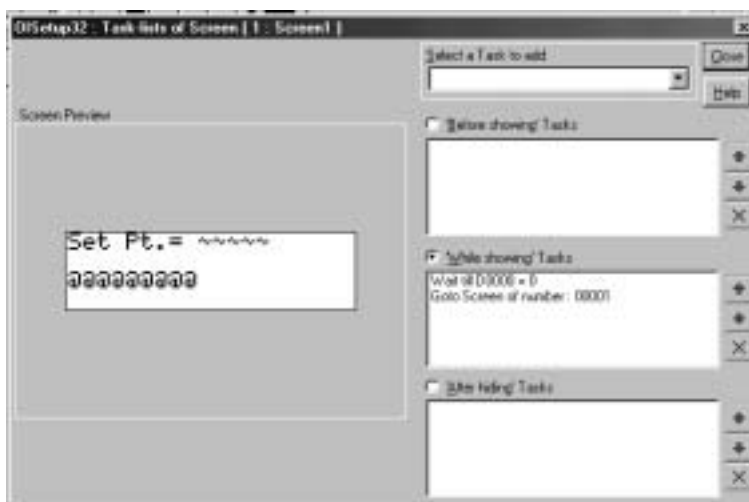 OISetup32 : Task-lists of Screen [ 1 : Screen1 ]
Select a Task to add
Close
Help
Screen Preview
'Before showing' Tasks
Set Pt.= ~~~~~
@@@@@@@@@
'While showing' Tasks
Wait till D0000 = 0
Goto Screen of number : 00001
'After hiding' Tasks